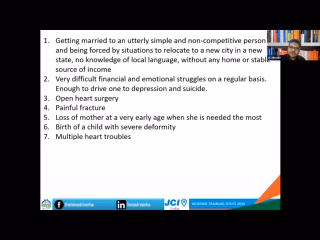 1. Getting married to an utterly simple and non-competitive person
and being forced by situations to relocate to a new city in a new
state, no knowledge of local language, without any home or stable
source of income
2. Very difficult financial and emotional struggles on a regular basis.
Enough to drive one to depression and suicide.
3. Open heart surgery
4. Painful fracture
5. Loss of mother at a very early age when she is needed the most
6. Birth of a child with severe deformity
7. Multiple heart troubles
JCI